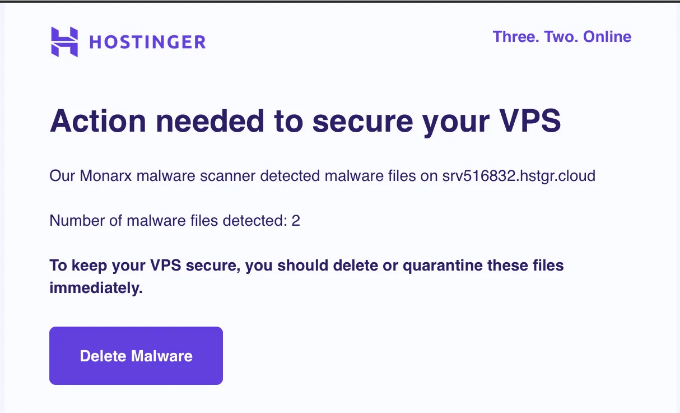 HOSTINGER
Three. Two. Online
Action needed to secure your VPS
Our Monarx malware scanner detected malware files on srv516832.hstgr.cloud
Number of malware files detected: 2
To keep your VPS secure, you should delete or quarantine these files
immediately.
Delete Malware